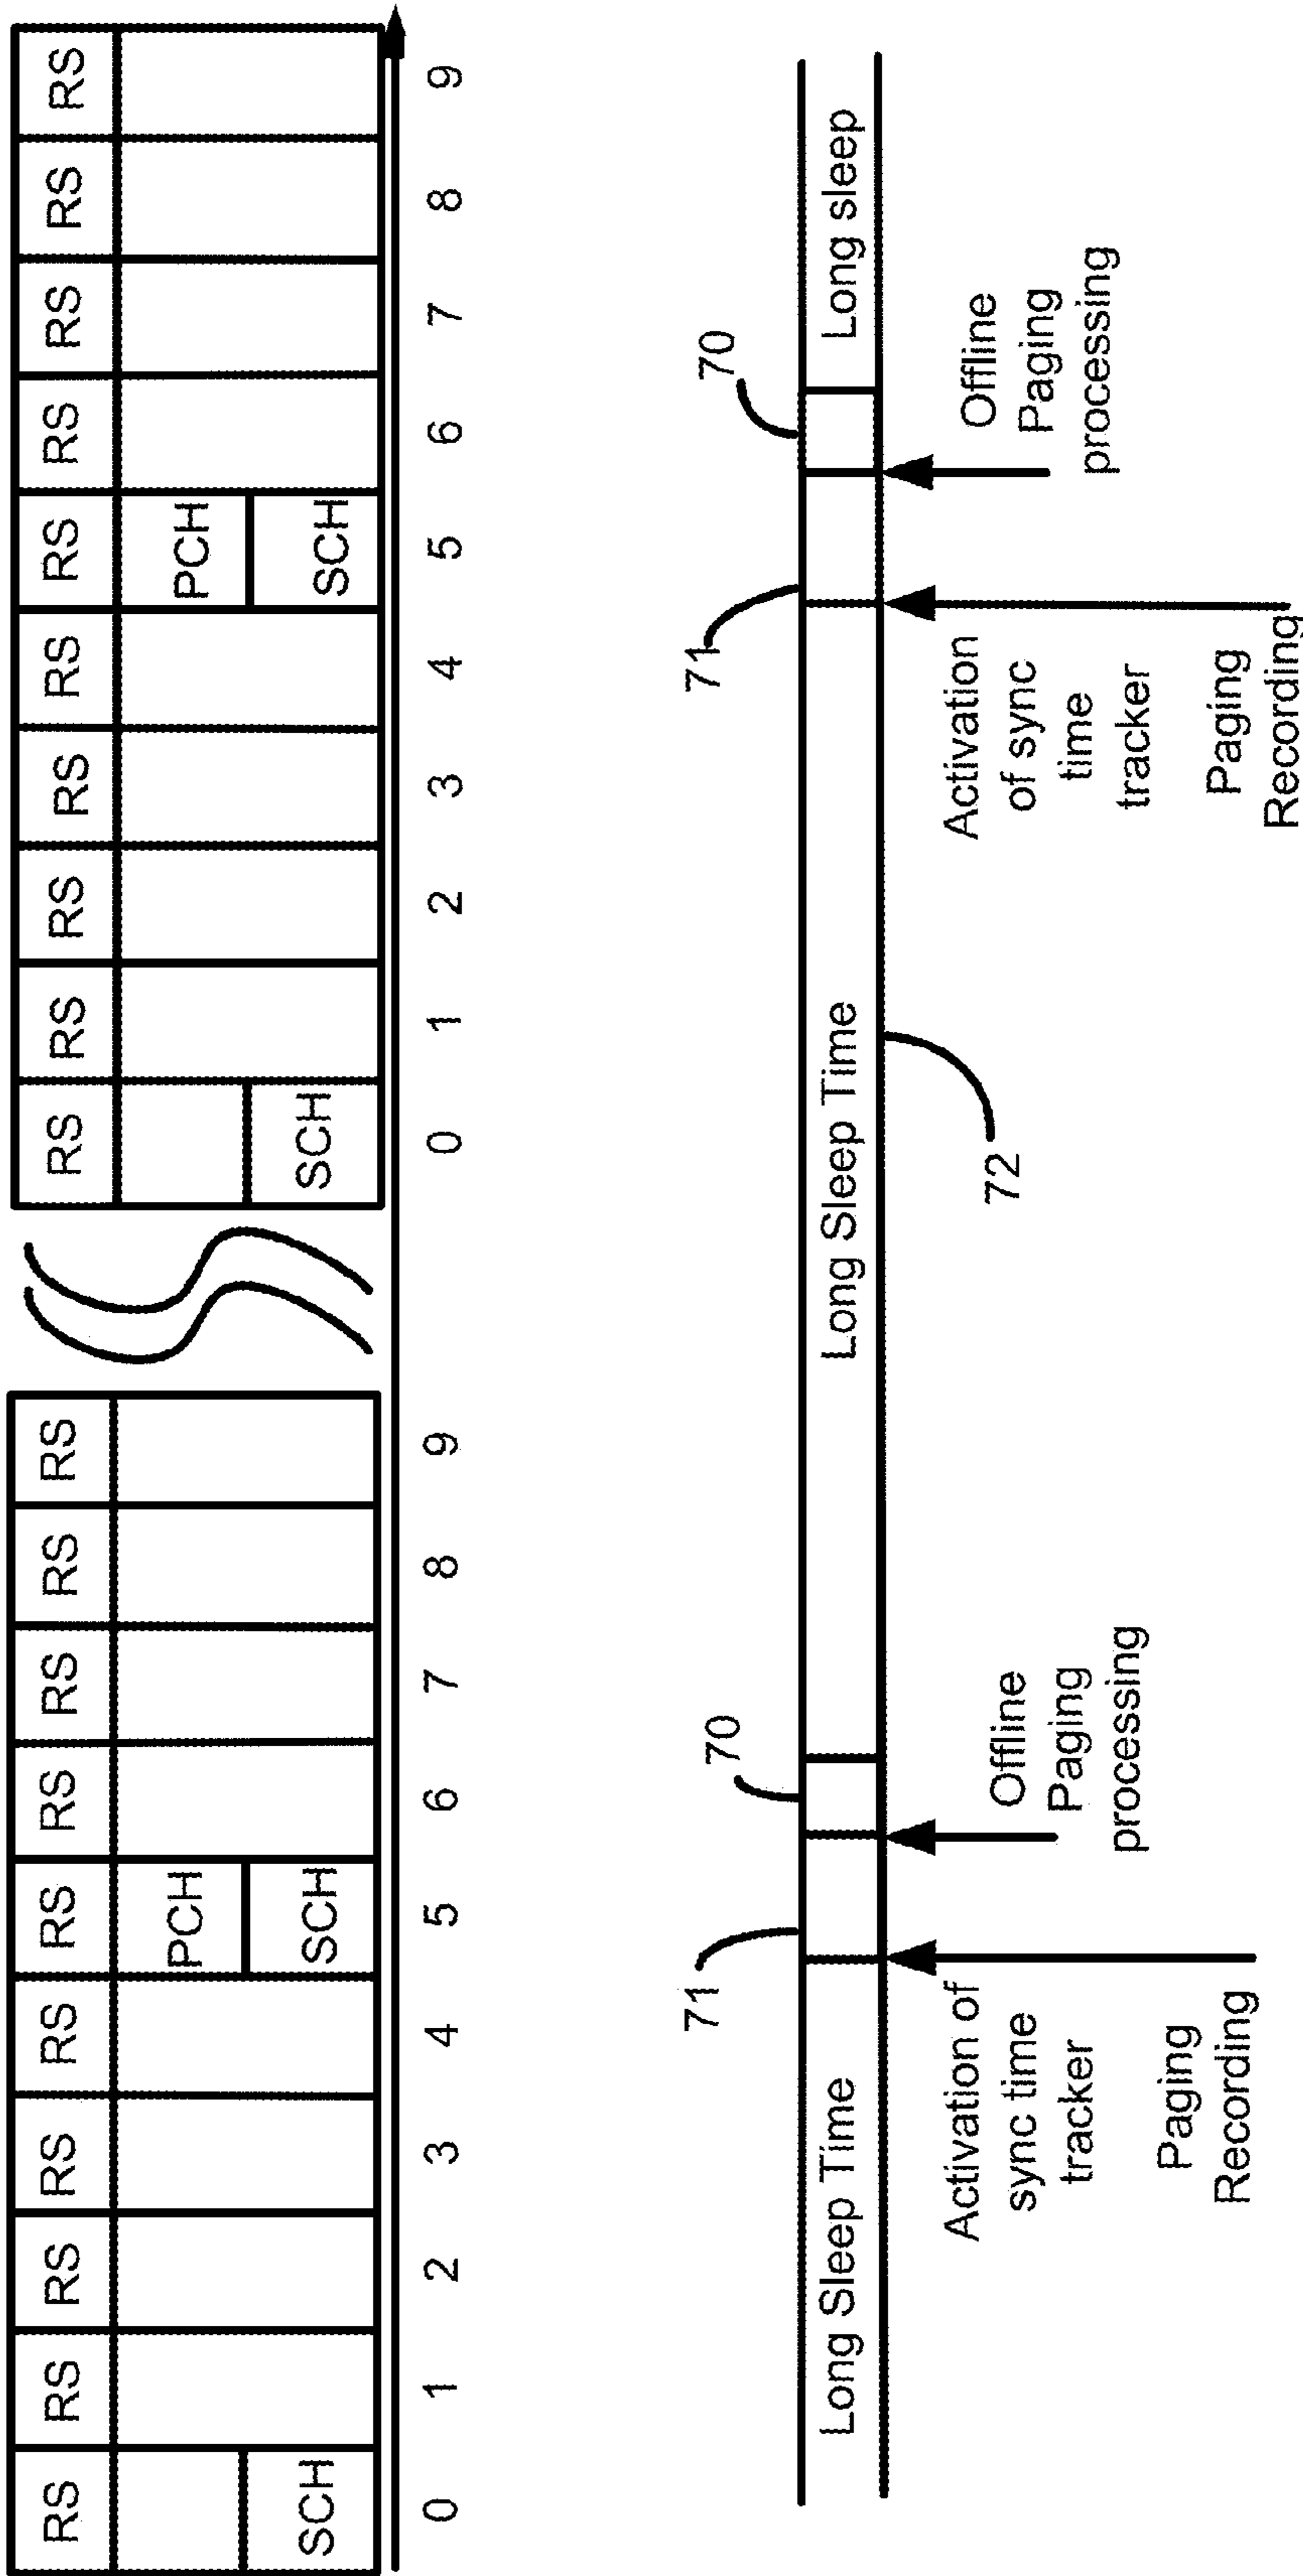 RS RS RS RS RS RS RS RS RS RS
PCH
SCH SCH
0 1 2 3 4 5 6 7 8 9
RS RS RS RS RS RS RS RS RS RS
PCH
SCH SCH
0 1 2 3 4 5 6 7 8 9
71 70 71 70
Long Sleep Time Long Sleep Time Long sleep
72
Activation of
sync time
tracker
Paging
Recording
Offline
Paging
processing
Activation
of sync
time
tracker
Paging
Recording
Offline
Paging
processing